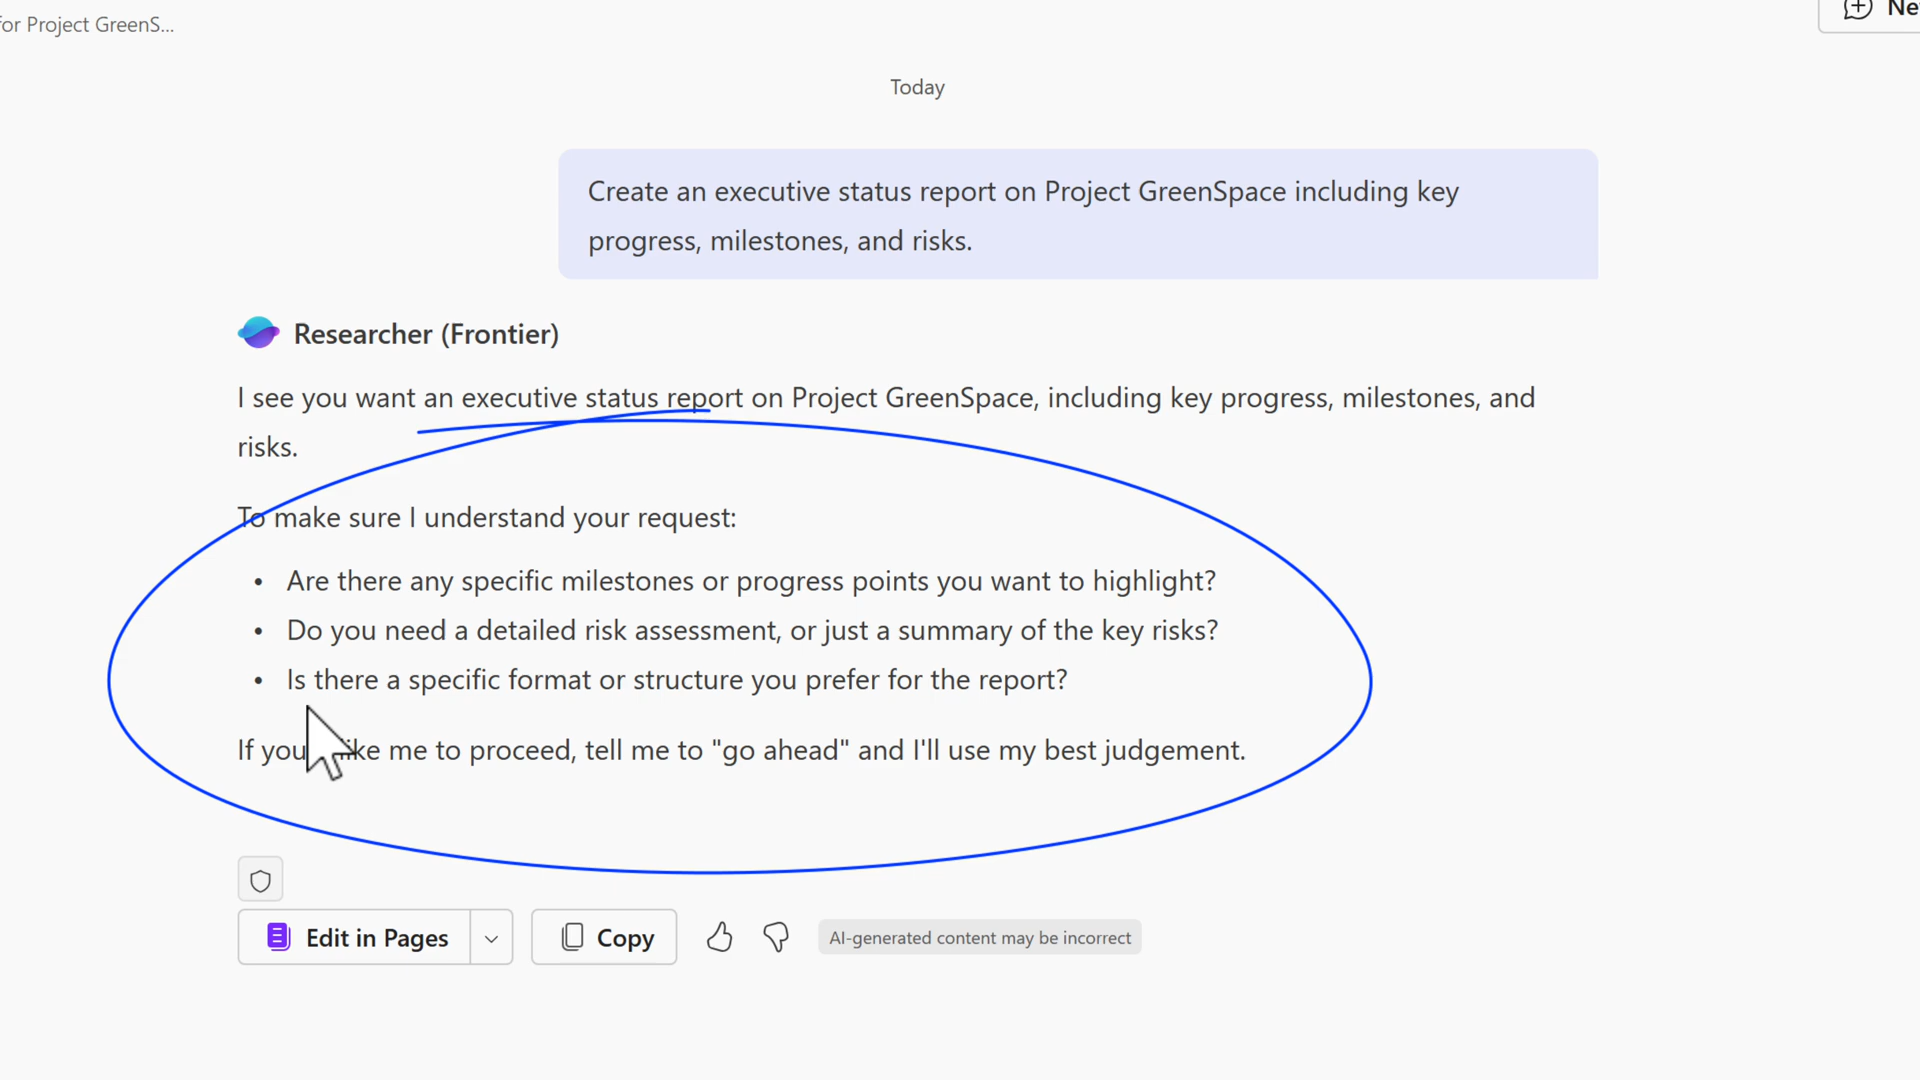 for Project GreenS...
Ne
Today
Create an executive status report on Project GreenSpace including key
progress, milestones, and risks.
Researcher (Frontier)
I see you want an executive status report on Project GreenSpace, including key progress, milestones, and
risks.
To make sure I understand your request:
• Are there any specific milestones or progress points you want to highlight?
• Do you need a detailed risk assessment, or just a summary of the key risks?
• Is there a specific format or structure you prefer for the report?
If you me to proceed, tell me to "go ahead" and I'll use my best judgement.
Edit in Pages
Copy
AI-generated content may be incorrect